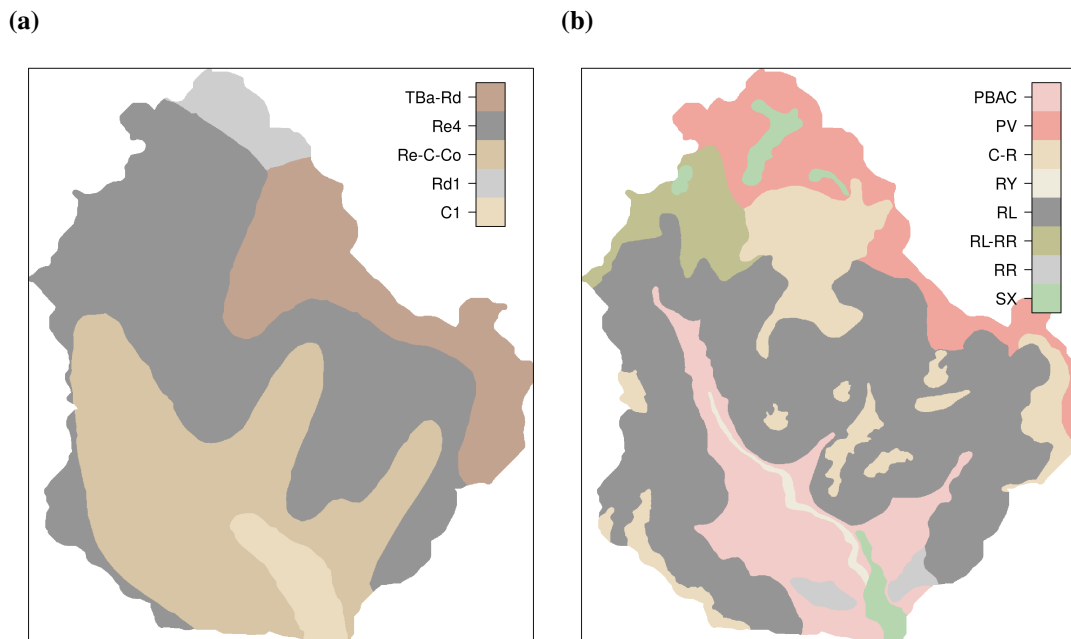 (a)
TBa-Rd
Re4
Re-C-Co
Rd1
C1
(b)
PBAC
PV
C-R
RY
RL
RL-RR
RR
SX